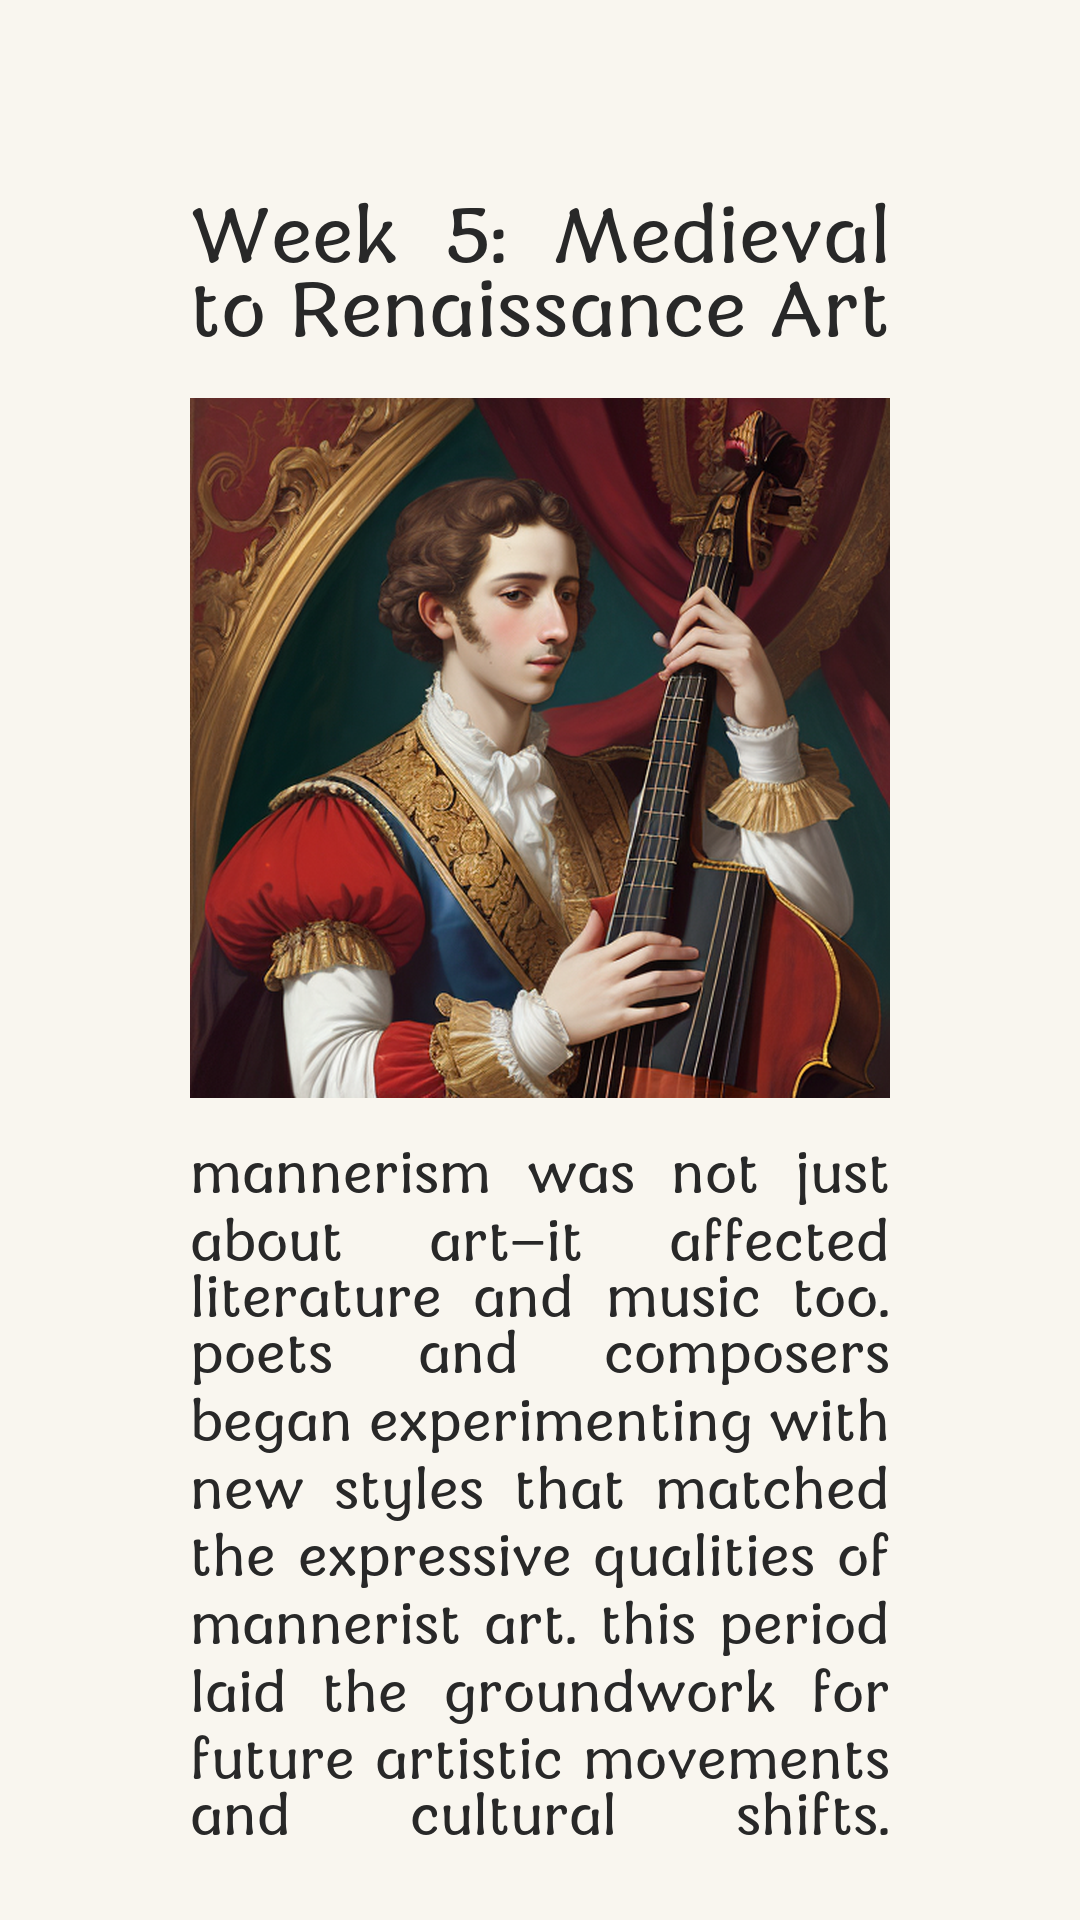 Week 5: Medieval
to Renaissance Art
mannerism was not just
about art—it affected
literature and music too.
poets and composers
began experimenting with
new styles that matched
the expressive qualities of
mannerist art. this period
laid the groundwork for
future artistic movements
and cultural shifts.